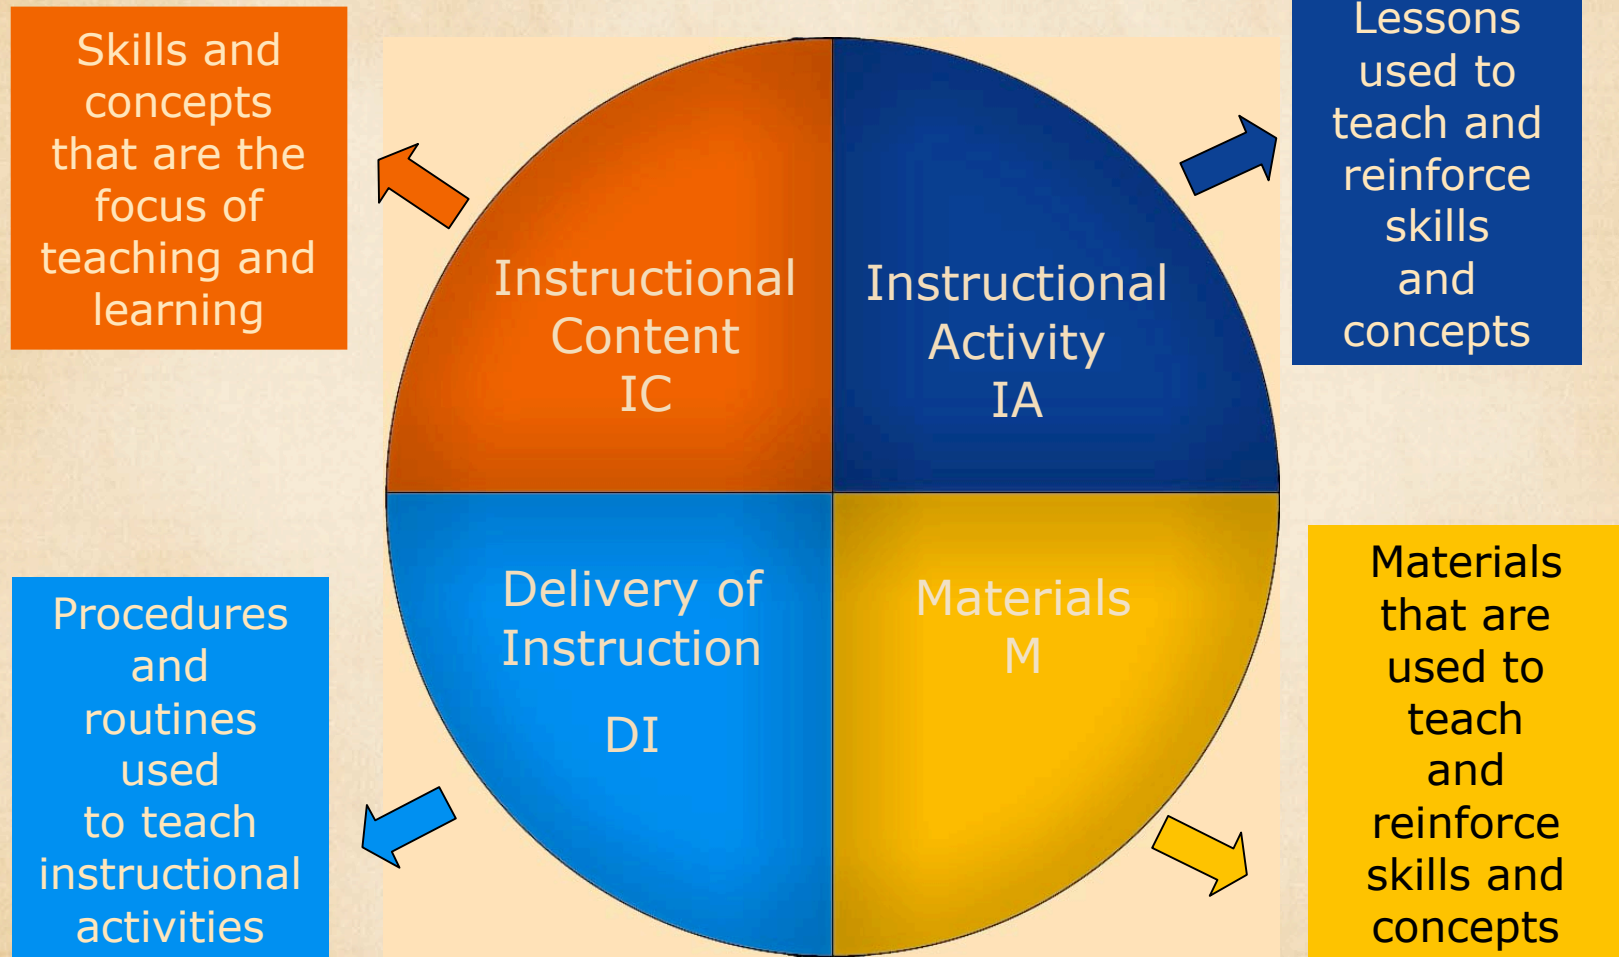 Skills and
concepts
that are the
focus of
teaching and
learning
Instructional
Content
IC
Instructional
Activity
IA
Lessons
used to
teach and
reinforce
skills
and
concepts
Procedures
and
routines
used
to teach
instructional
activities
Delivery of
Instruction
DI
Materials
M
Materials
that are
used to
teach
and
reinforce
skills and
concepts